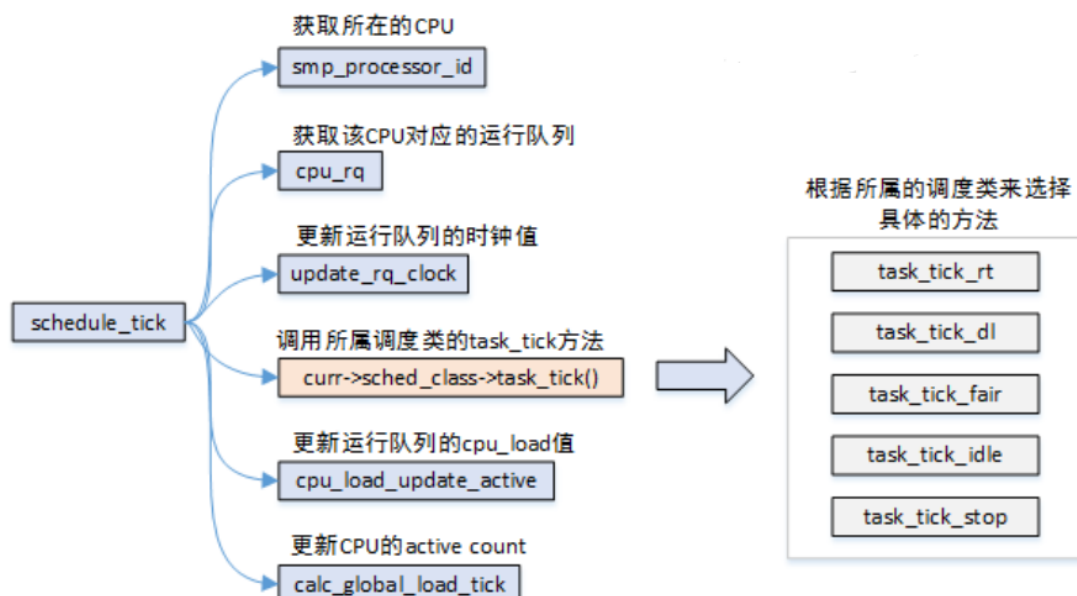 获取所在的CPU
smp_processor_id
获取该CPU对应的运行队列
cpu_rq
更新运行队列的时钟值
update_rq_clock
schedule_tick
调用所属调度类的task_tick方法
curr->sched_class->task_tick()
更新运行队列的cpu_load值
cpu_load_update_active
更新CPU的active count
calc_global_load_tick
根据所属的调度类来选择
具体的方法
task_tick_rt
task_tick_dl
task_tick_fair
task_tick_idle
task_tick_stop